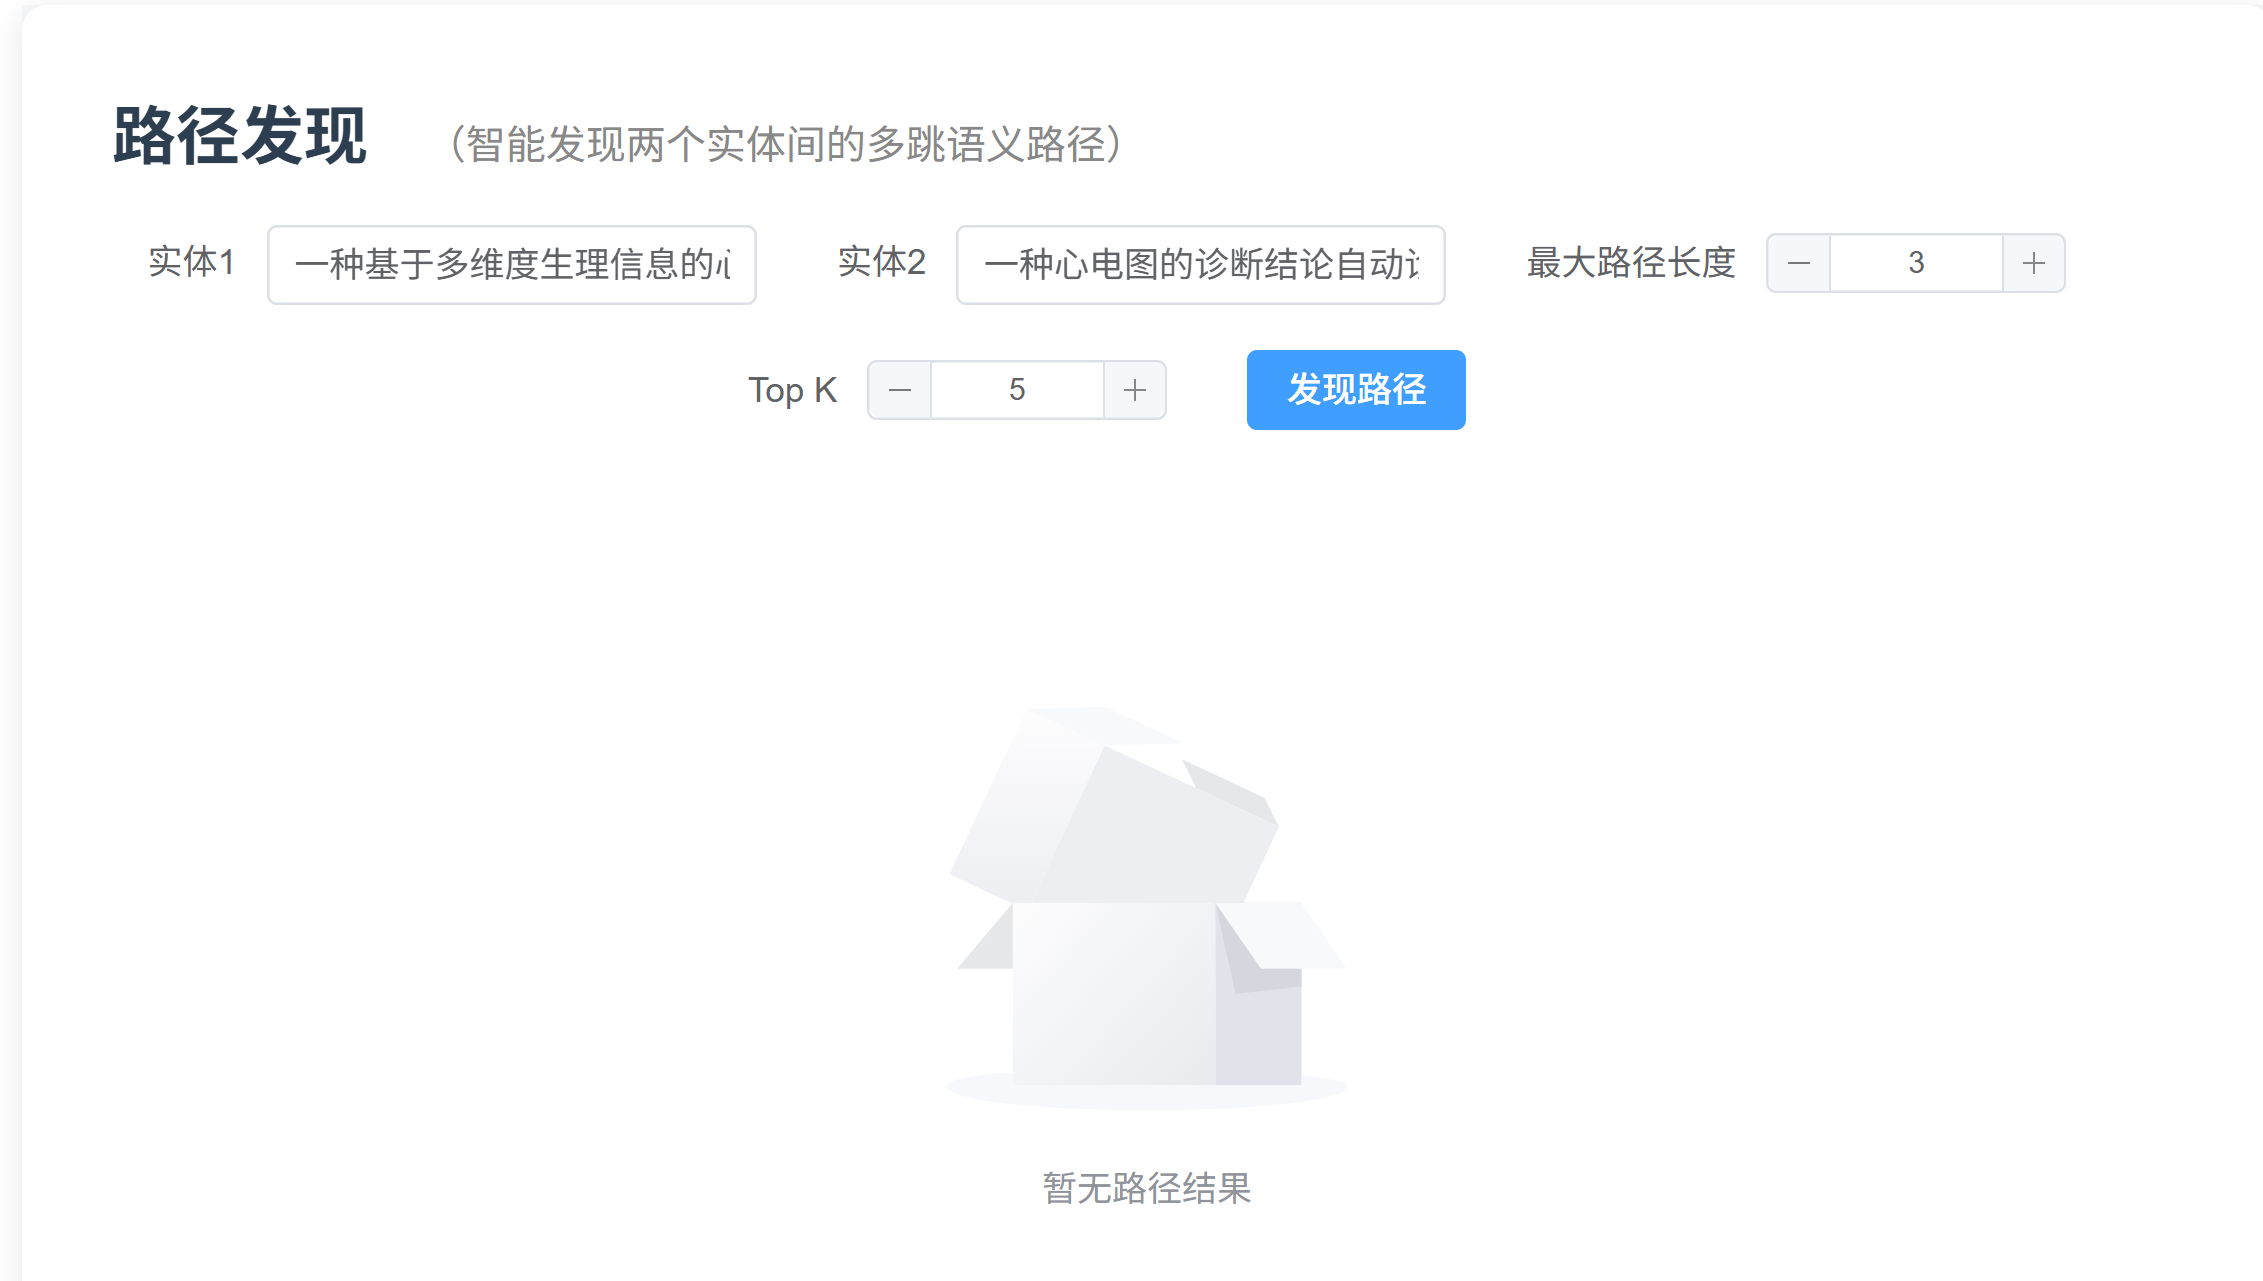 路径发现 （智能发现两个实体间的多跳语义路径）
实体1 一种基于多维度生理信息的 实体2 一种心电图的诊断结论自动 最大路径长度 3
Top K 5 发现路径
暂无路径结果